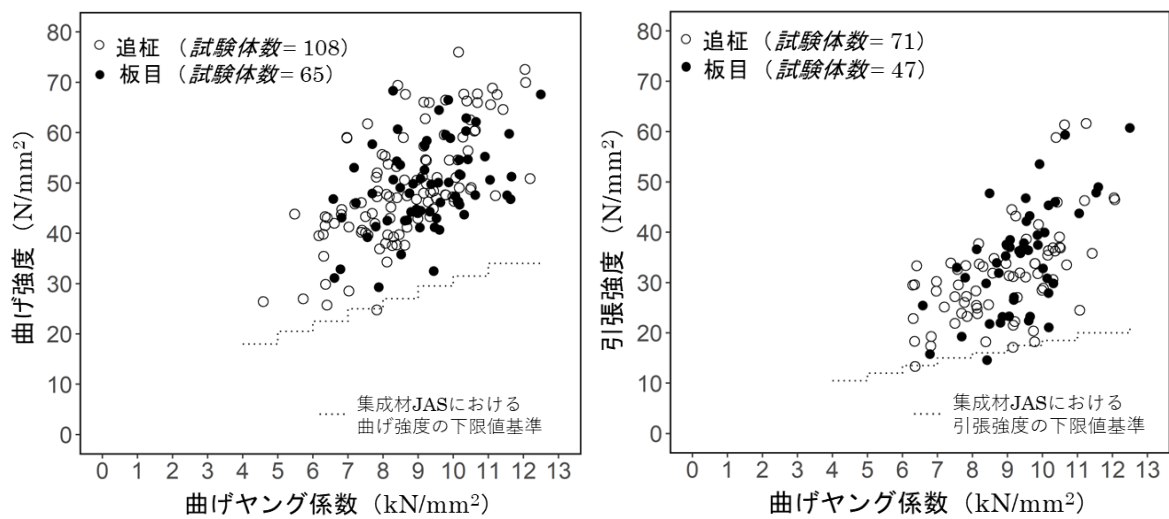 80
70
60
50
40
30
20
10
0
曲げ強度（N/mm²）
○ 追柾（試験体数= 108）
● 板目（試験体数= 65）
集成材JASにおける
曲げ強度の下限値基準
0 1 2 3 4 5 6 7 8 9 10 11 12 13
曲げヤング係数（kN/mm²）
80
70
60
50
40
30
20
10
0
引張強度（N/mm²）
○ 追柾（試験体数= 71）
● 板目（試験体数= 47）
集成材JASにおける
引張強度の下限値基準
0 1 2 3 4 5 6 7 8 9 10 11 12 13
曲げヤング係数（kN/mm²）